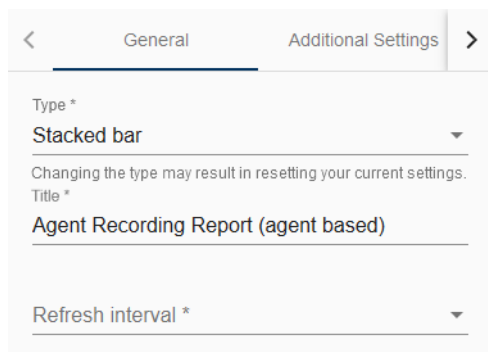 General Additional Settings
Type *
Stacked bar
Changing the type may result in resetting your current settings.
Title *
Agent Recording Report (agent based)
Refresh interval *